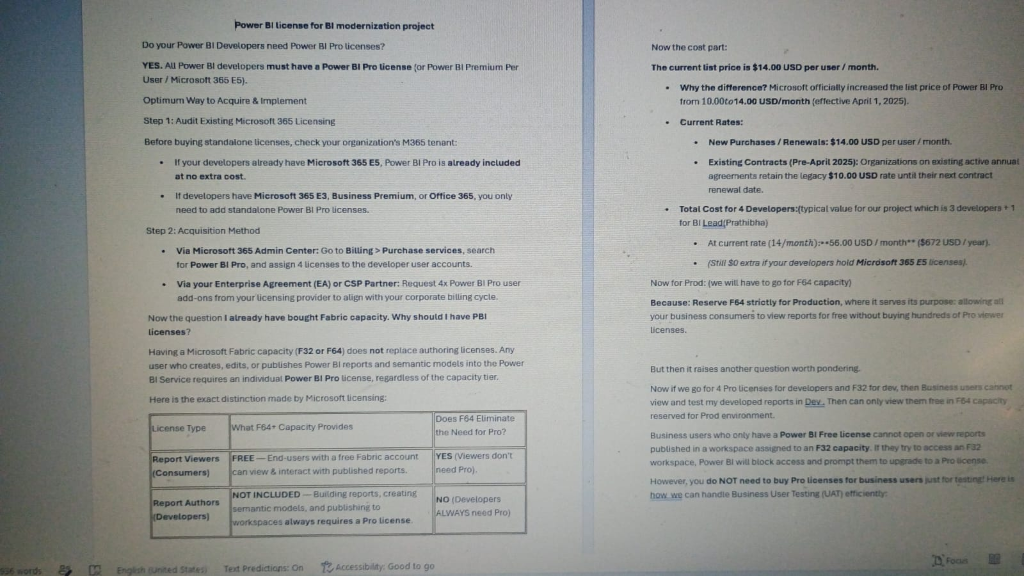 Power BI license for BI modernization project
Do your Power BI Developers need Power BI Pro licenses?
YES. All Power BI developers must have a Power BI Pro license (or Power BI Premium Per
User / Microsoft 365 E5).
Optimum Way to Acquire & Implement
Step 1: Audit Existing Microsoft 365 Licensing
Before buying standalone licenses, check your organization's M365 tenant:
• If your developers already have Microsoft 365 E5, Power BI Pro is already included
at no extra cost.
• If developers have Microsoft 365 E3, Business Premium, or Office 365, you only
need to add standalone Power BI Pro licenses.
Step 2: Acquisition Method
• Via Microsoft 365 Admin Center: Go to Billing > Purchase services, search
for Power BI Pro, and assign 4 licenses to the developer user accounts.
• Via your Enterprise Agreement (EA) or CSP Partner: Request 4x Power BI Pro user
add-ons from your licensing provider to align with your corporate billing cycle.
Now the question I already have bought Fabric capacity. Why should I have PBI
licenses?
Having a Microsoft Fabric capacity (F32 or F64) does not replace authoring licenses. Any
user who creates, edits, or publishes Power BI reports and semantic models into the Power
BI Service requires an individual Power BI Pro license, regardless of the capacity tier.
Here is the exact distinction made by Microsoft licensing:
License Type
What F64+ Capacity Provides
Does F64 Eliminate
the Need for Pro?
Report Viewers
(Consumers)
FREE — End-users with a free Fabric account
can view & interact with published reports.
YES (Viewers don't
need Pro).
Report Authors
(Developers)
NOT INCLUDED — Building reports, creating
semantic models, and publishing to
workspaces always requires a Pro license.
NO (Developers
ALWAYS need Pro)
Now the cost part:
The current list price is $14.00 USD per user / month.
• Why the difference? Microsoft officially increased the list price of Power BI Pro
from 10.00to14.00 USD/month (effective April 1, 2025).
• Current Rates:
• New Purchases / Renewals: $14.00 USD per user / month.
• Existing Contracts (Pre-April 2025): Organizations on existing active annual
agreements retain the legacy $10.00 USD rate until their next contract
renewal date.
• Total Cost for 4 Developers:(typical value for our project which is 3 developers + 1
for BI Lead(Prathibha)
• At current rate (14/month):**56.00 USD / month** ($672 USD / year).
• (Still $0 extra if your developers hold Microsoft 365 E5 licenses).
Now for Prod: (we will have to go for F64 capacity)
Because: Reserve F64 strictly for Production, where it serves its purpose: allowing all
your business consumers to view reports for free without buying hundreds of Pro viewer
licenses.
But then it raises another question worth pondering.
Now if we go for 4 Pro licenses for developers and F32 for dev, then Business users cannot
view and test my developed reports in Dev. Then can only view them free in F64 capacity
reserved for Prod environment.
Business users who only have a Power BI Free license cannot open or view reports
published in a workspace assigned to an F32 capacity. If they try to access an F32
workspace, Power BI will block access and prompt them to upgrade to a Pro license.
However, you do NOT need to buy Pro licenses for business users just for testing! Here is
how we can handle Business User Testing (UAT) efficiently:
words
English (United States)
Text Predictions: On
Accessibility: Good to go
Focus